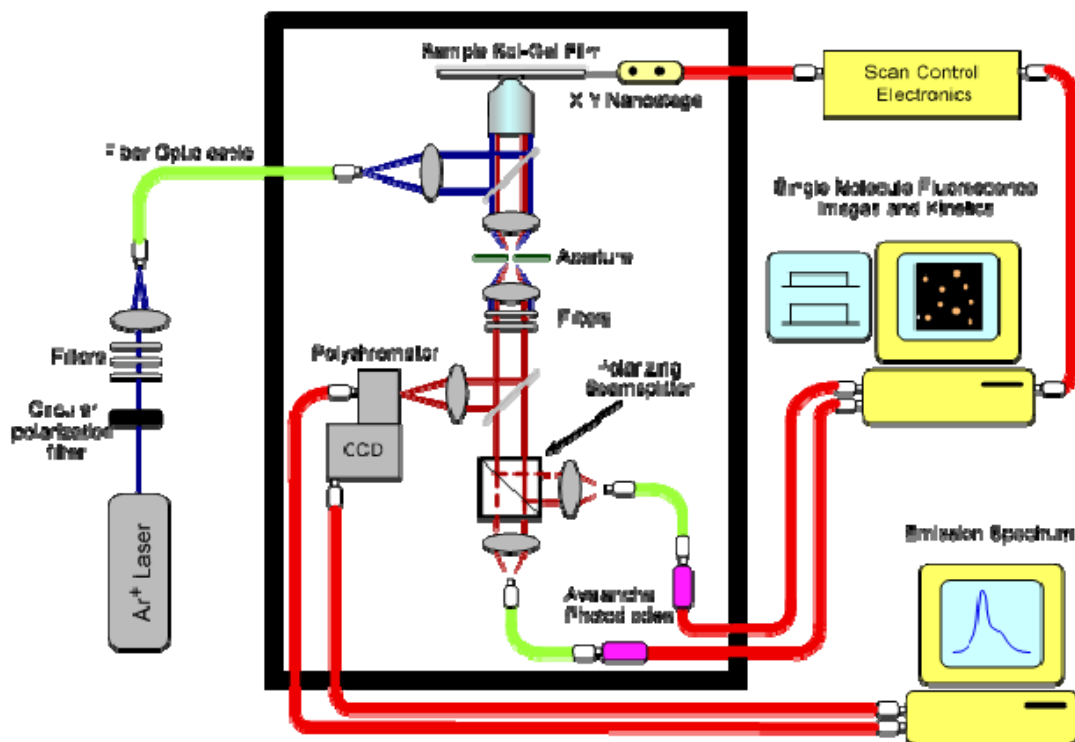 Sample Sol-Gel Film
X Y Nanostage
Scan Control
Electronics
Fiber Optic cable
Single Molecule Fluorescence
Images and Kinetics
Aperture
Filters
Filters
Polychromator
Polarizing
Beamsplitter
Circular
polarization
filter
CCD
Ar+ Laser
Emission Spectrum
Avalanche
Photodiodes